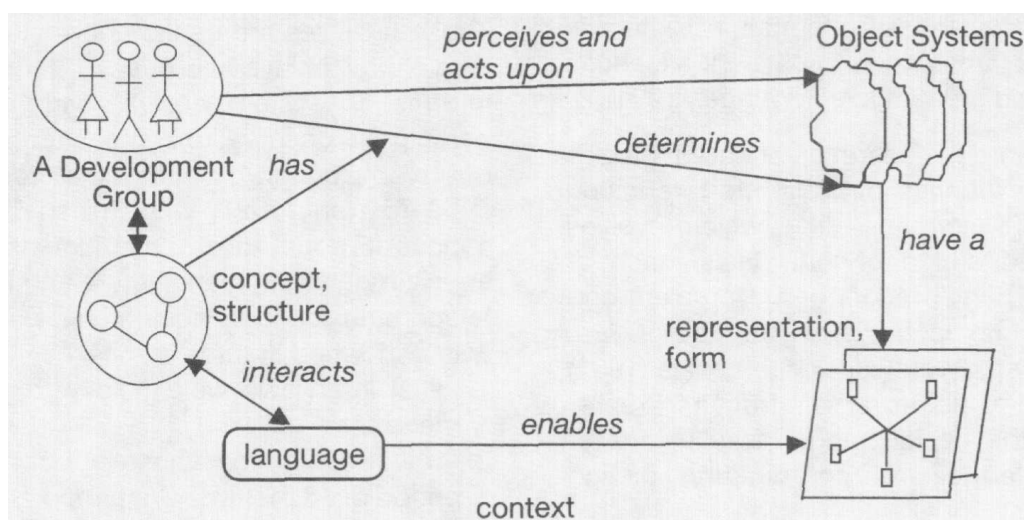 perceives and
acts upon
Object Systems
has
determines
A Development
Group
have a
concept,
structure
representation,
form
interacts
enables
language
context